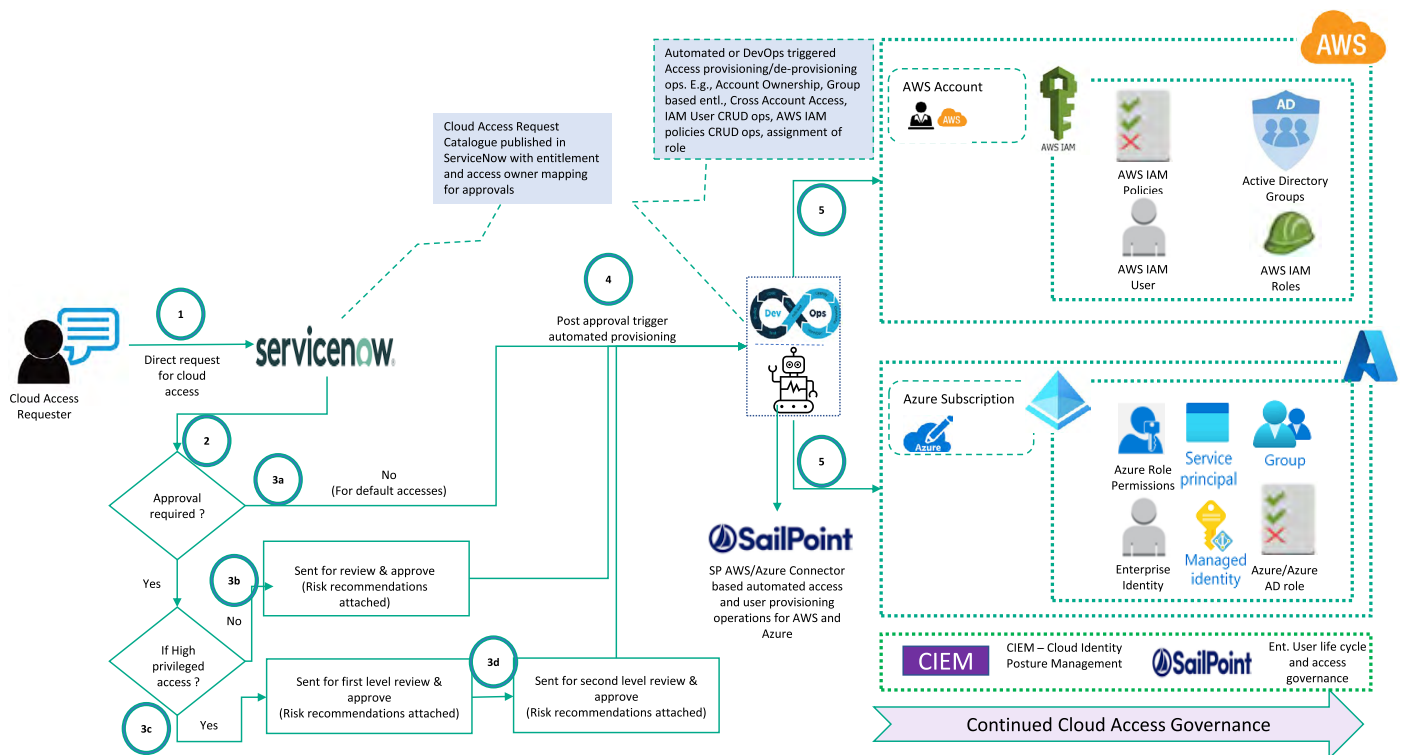 AWS
Automated or DevOps triggered
Access provisioning/de-provisioning
ops. E.g., Account Ownership, Group
based entl., Cross Account Access,
IAM User CRUD ops, AWS IAM
policies CRUD ops, assignment of
role
Cloud Access Request
Catalogue published in
ServiceNow with entitlement
and access owner mapping
for approvals
AWS Account
AWS
AWS IAM
AWS IAM
Policies
AD
Active Directory
Groups
AWS IAM
User
AWS IAM
Roles
5
4
1
Cloud Access
Requester
Direct request
for cloud
access
servicenow
Post approval trigger
automated provisioning
Dev
Ops
2
Approval
required ?
3a
No
(For default accesses)
5
Azure Subscription
Azure
Azure Role
Permissions
Service
principal
Group
Enterprise
Identity
Managed
identity
Azure/Azure
AD role
SailPoint
SP AWS/Azure Connector
based automated access
and user provisioning
operations for AWS and
Azure
Yes
3b
No
Sent for review & approve
(Risk recommendations
attached)
If High
privileged
access ?
3c
Yes
Sent for first level review &
approve
(Risk recommendations attached)
3d
Sent for second level review &
approve
(Risk recommendations attached)
CIEM
CIEM – Cloud Identity
Posture Management
SailPoint
Ent. User life cycle
and access
governance
Continued Cloud Access Governance